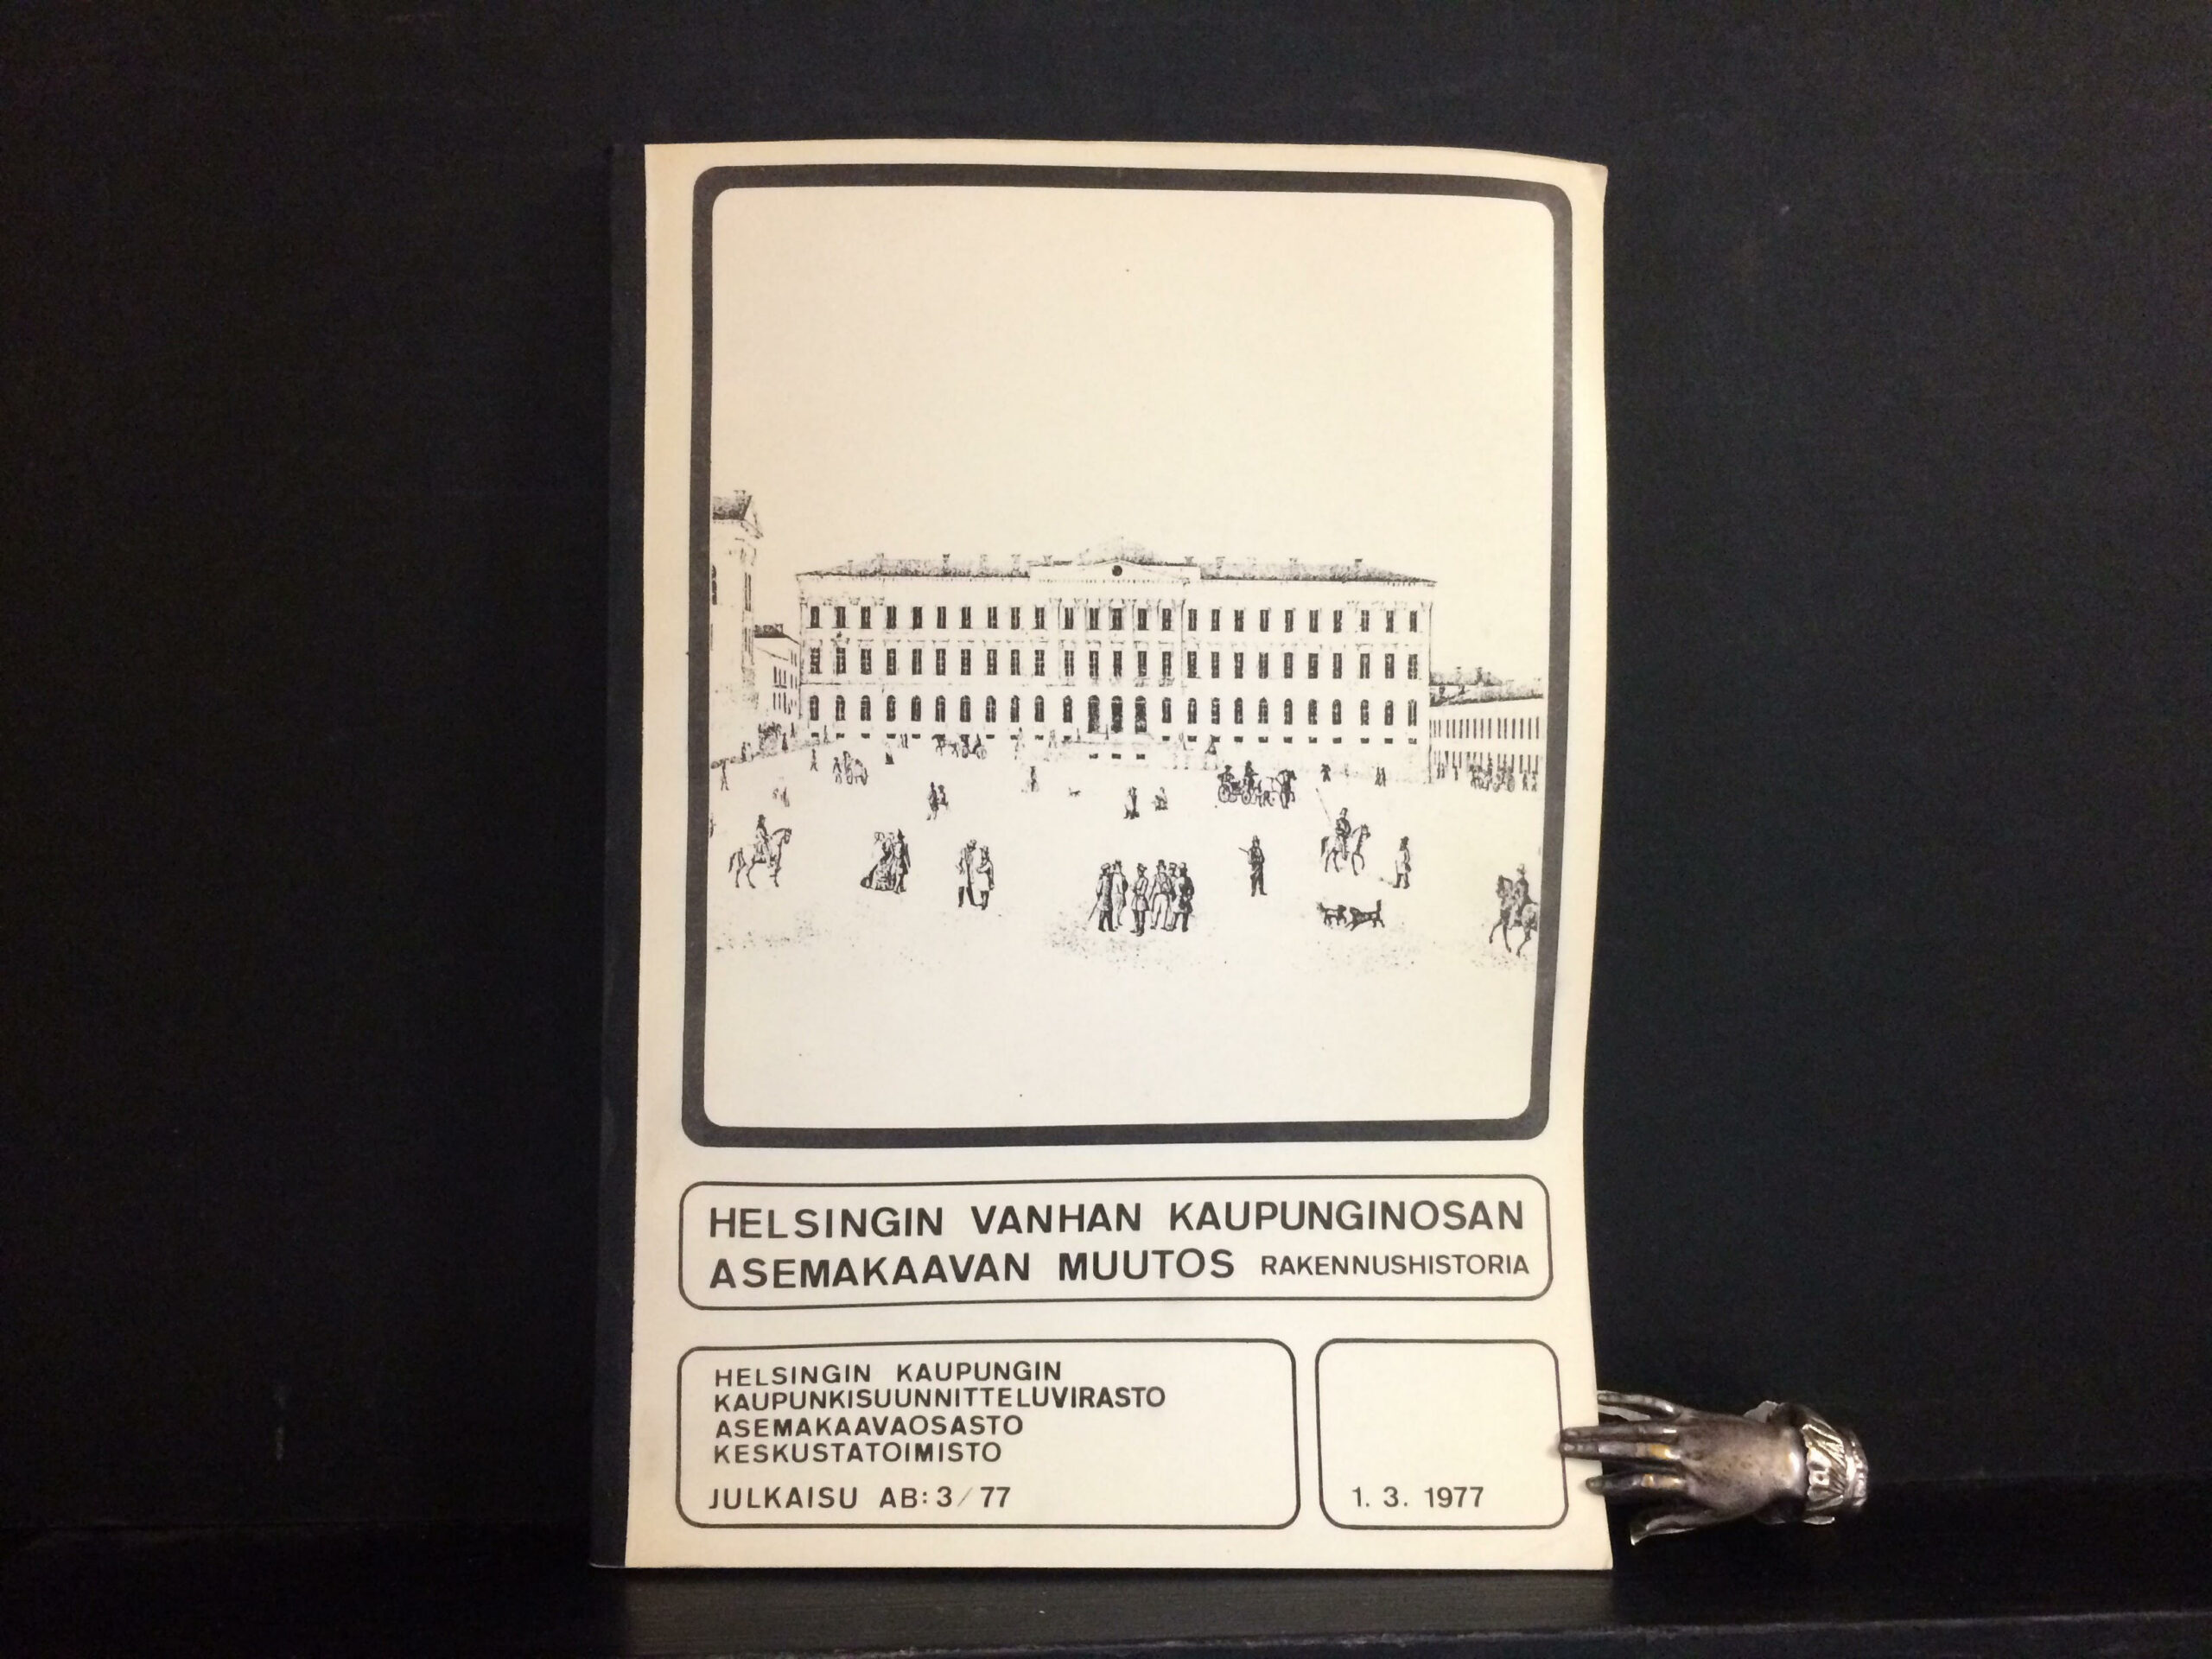 HELSINGIN VANHAN KAUPUNGINOSAN
ASEMAKAAVAN MUUTOS RAKENNUSHISTORIA
HELSINGIN KAUPUNGIN
KAUPUNKISUUNNITTELUVIRASTO
ASEMAKAAVAOSASTO
KESKUSTATOIMISTO
JULKAISU AB: 3/77
1. 3. 1977